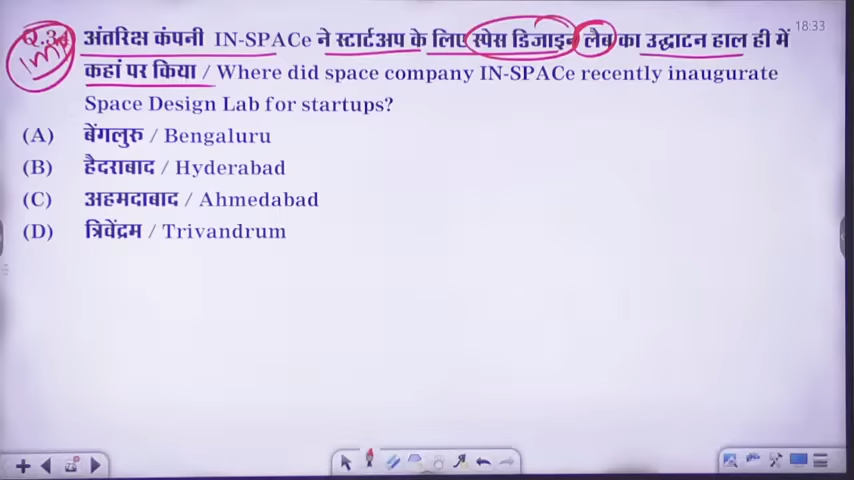 18:33
Q.34 अंतरिक्ष कंपनी IN-SPACe ने स्टार्टअप के लिए स्पेस डिजाइन लैब का उद्घाटन हाल ही में
Imp
कहां पर किया / Where did space company IN-SPACe recently inaugurate
Space Design Lab for startups?
(A) बेंगलुरु / Bengaluru
(B) हैदराबाद / Hyderabad
(C) अहमदाबाद / Ahmedabad
(D) त्रिवेंद्रम / Trivandrum